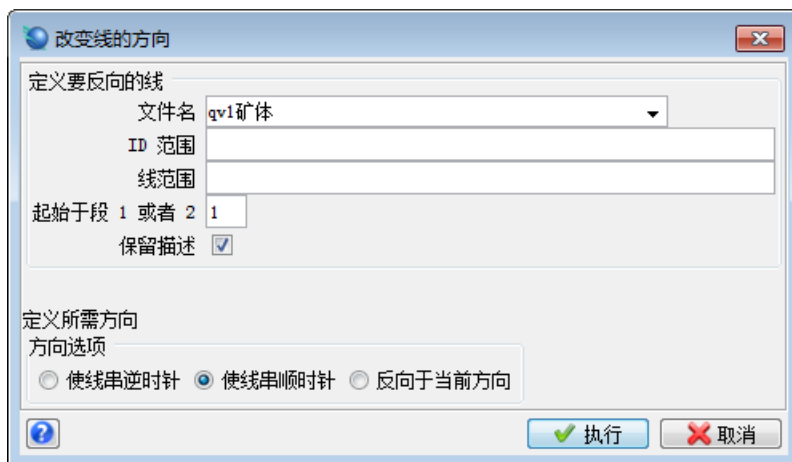 改变线的方向
定义要反向的线
文件名 qv1矿体
ID 范围
线范围
起始于段 1 或者 2 1
保留描述
定义所需方向
方向选项
使线串逆时针 使线串顺时针 反向于当前方向
? 执行 取消